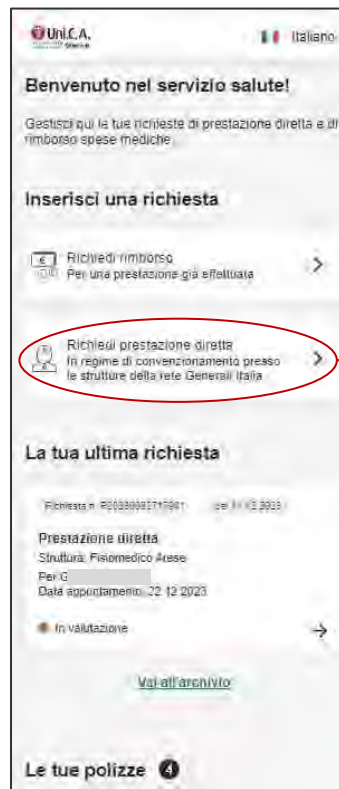 Uni.C.A.
Italiano
Benvenuto nel servizio salute!
Gestisci qui le tue richieste di prestazione diretta e di
rimborso spese mediche
Inserisci una richiesta
Richiedi rimborso
Per una prestazione già effettuata
Richiedi prestazione diretta
In regime di convenzionamento presso
le strutture della rete Generali Italia
La tua ultima richiesta
Richiesta n.
Prestazione diretta
Struttura: Fisiomedico Arese
Per G
Data appuntamento: 22.12.2023
In valutazione
Vai all'archivio
Le tue polizze 4